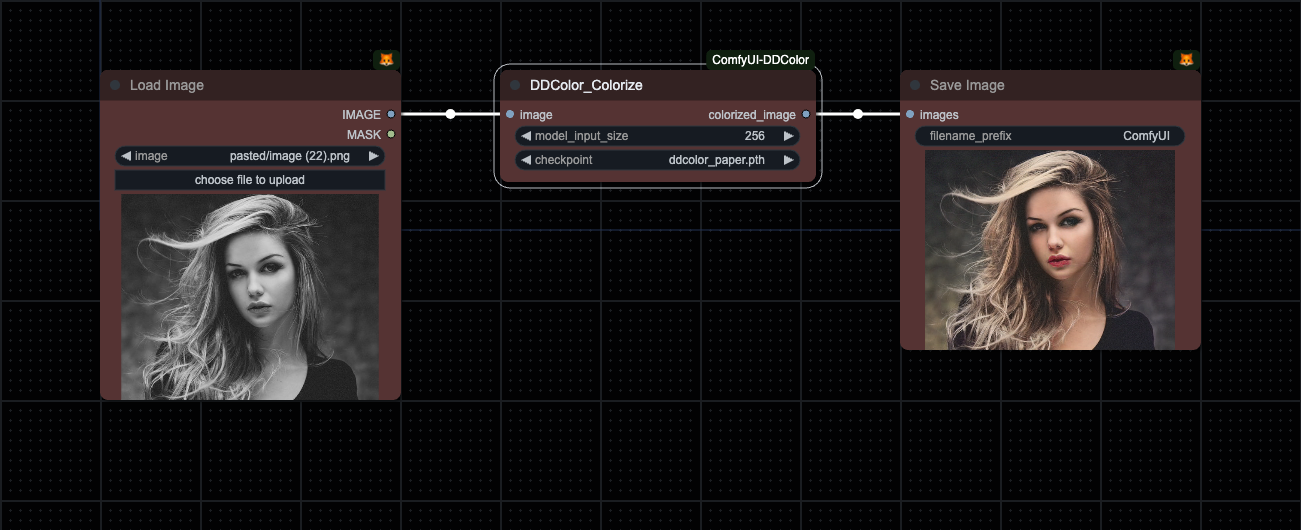 Load Image
IMAGE
MASK
image pasted/image (22).png
choose file to upload
ComfyUI-DDColor
DDColor_Colorize
image colorized_image
model_input_size 256
checkpoint ddcolor_paper.pth
Save Image
images
filename_prefix ComfyUI